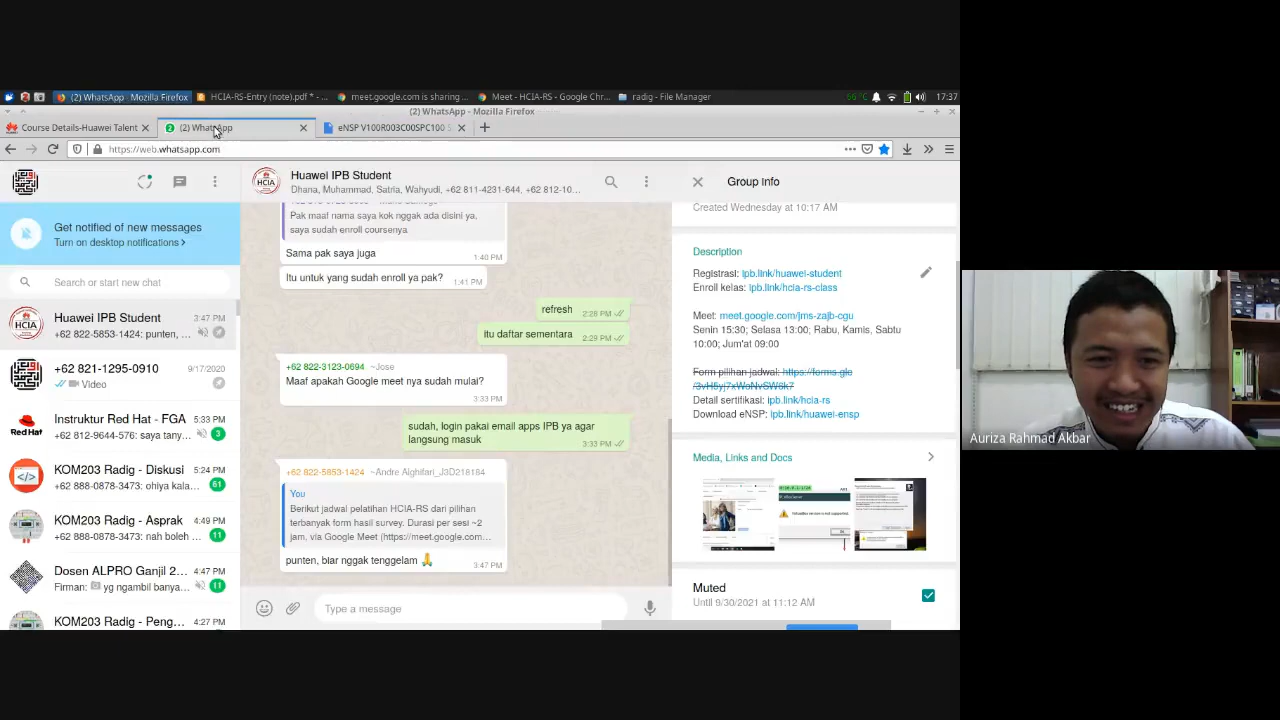 (2) WhatsApp - Mozilla Firefox
HCIA-RS-Entry (note).pdf * - ...
meet.google.com is sharing ...
Meet - HCIA-RS - Google Chr...
radig - File Manager
56°C
17:37
(2) WhatsApp - Mozilla Firefox
Course Details-Huawei Talent
(2) WhatsApp
eNSP V100R003C00SPC100 S
https://web.whatsapp.com
Get notified of new messages
Turn on desktop notifications >
Search or start new chat
Huawei IPB Student
3:47 PM
+62 822-5853-1424: punten, ...
+62 821-1295-0910
9/17/2020
Video
Instruktur Red Hat - FGA
5:33 PM
+62 812-9644-576: saya tany...
3
KOM203 Radig - Diskusi
5:24 PM
+62 888-0878-3473: ohiya kala...
61
KOM203 Radig - Asprak
4:49 PM
+62 888-0878-3473: nah boleh...
11
Dosen ALPRO Ganjil 2...
4:47 PM
Firman: yg ngambil banya...
11
KOM203 Radig - Peng...
4:27 PM
Huawei IPB Student
Dhana, Muhammad, Satria, Wahyudi, +62 811-4231-644, +62 812-10...
Pak maaf nama saya kok nggak ada disini ya,
saya sudah enroll coursenya
Sama pak saya juga
1:40 PM
Itu untuk yang sudah enroll ya pak?
1:41 PM
refresh
2:28 PM
itu daftar sementara
2:29 PM
+62 822-3123-0694 ~Jose
Maaf apakah Google meet nya sudah mulai?
3:33 PM
sudah, login pakai email apps IPB ya agar
langsung masuk
3:33 PM
+62 822-5853-1424 ~Andre Alghifari_J3D218184
You
Berikut jadwal pelatihan HCIA-RS dari pilihan
terbanyak form hasil survey. Durasi per sesi ~2
jam, via Google Meet (https://meet.google.com...
punten, biar nggak tenggelam 🙏
3:47 PM
Type a message
Group info
Created Wednesday at 10:17 AM
Description
Registrasi: ipb.link/huawei-student
Enroll kelas: ipb.link/hcia-rs-class
Meet: meet.google.com/jms-zajb-cgu
Senin 15:30; Selasa 13:00; Rabu, Kamis, Sabtu
10:00; Jum'at 09:00
Form pilihan jadwal: https://forms.gle
Detail sertifikasi: ipb.link/hcia-rs
Download eNSP: ipb.link/huawei-ensp
Media, Links and Docs
Muted
Until 9/30/2021 at 11:12 AM
Auriza Rahmad Akbar